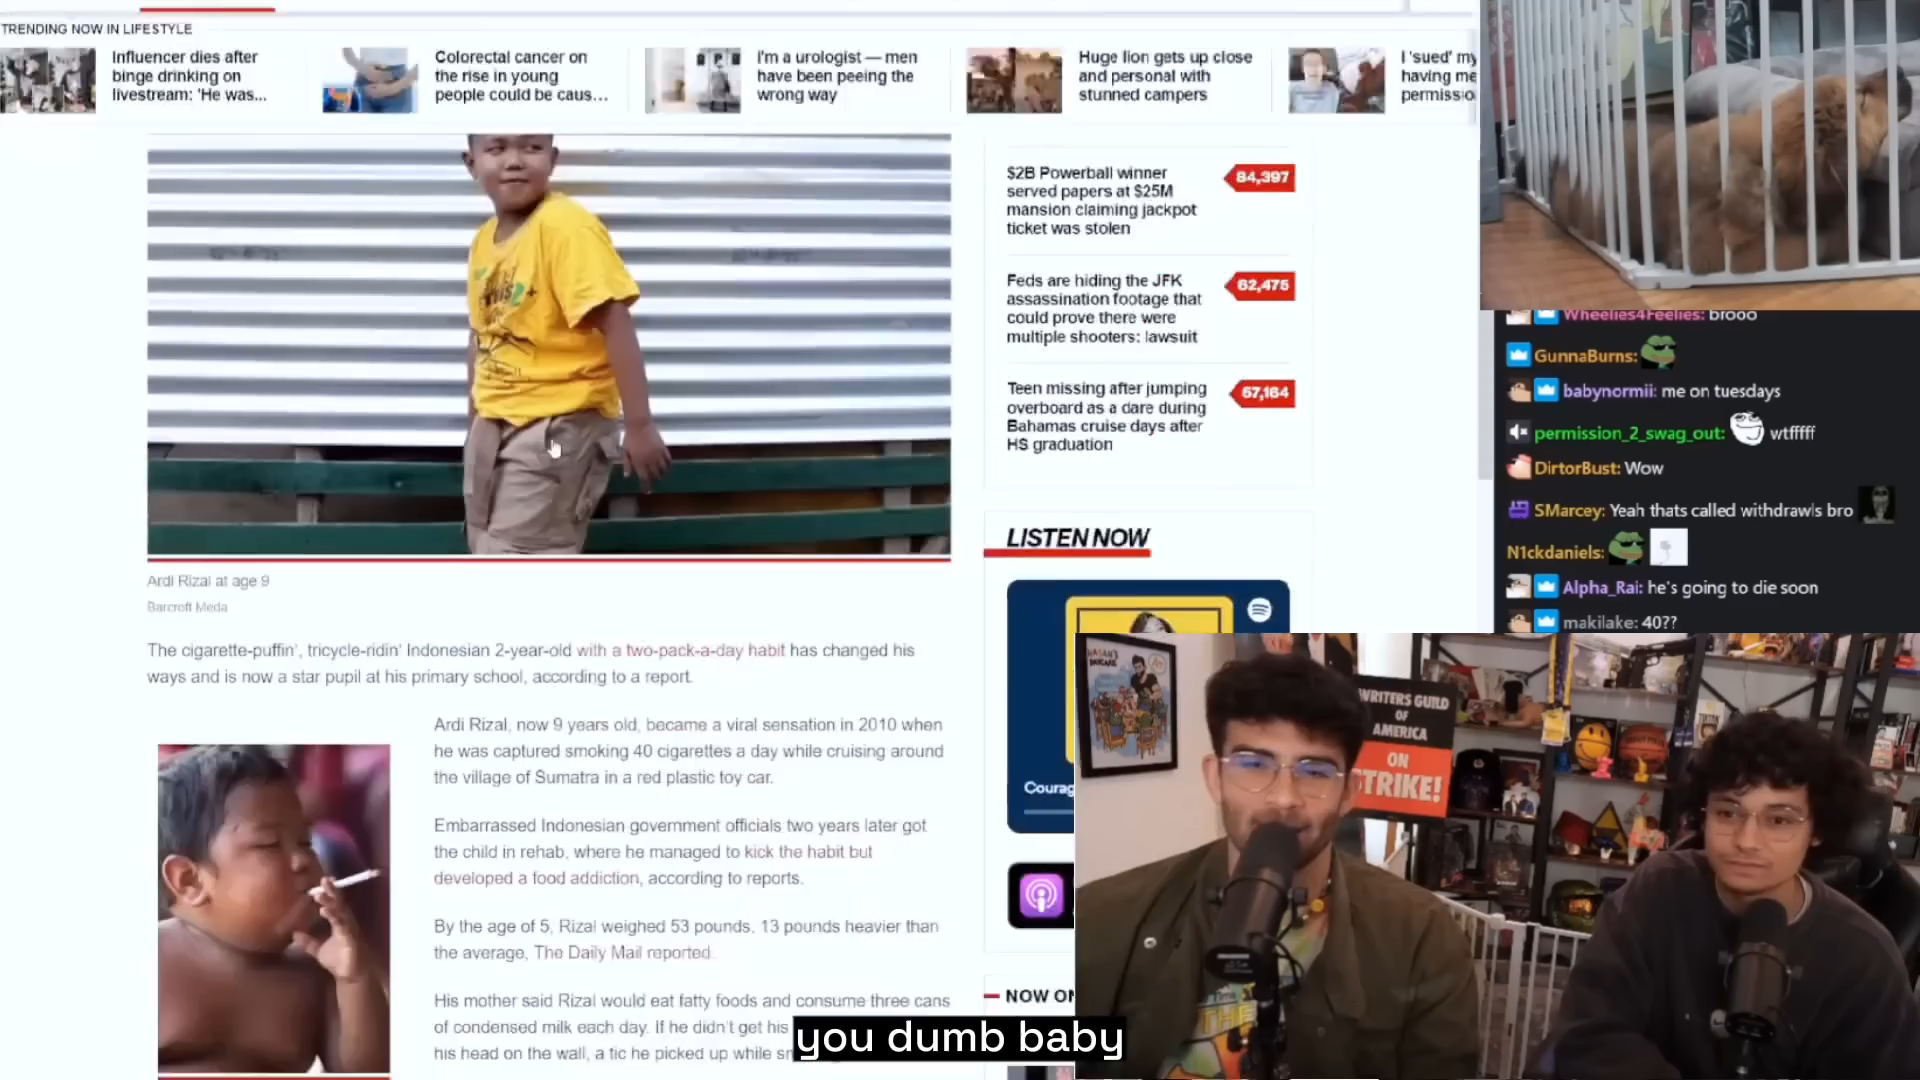 TRENDING NOW IN LIFESTYLE
Influencer dies after
binge drinking on
livestream: 'He was...
Colorectal cancer on
the rise in young
people could be caus...
I'm a urologist — men
have been peeing the
wrong way
Huge lion gets up close
and personal with
stunned campers
I 'sued' my
having me
permissio
$2B Powerball winner
served papers at $25M
mansion claiming jackpot
ticket was stolen
84,397
Feds are hiding the JFK
assassination footage that
could prove there were
multiple shooters: lawsuit
62,475
Teen missing after jumping
overboard as a dare during
Bahamas cruise days after
HS graduation
67,164
LISTEN NOW
Courag
NOW ON
Ardi Rizal at age 9
Barcroft Meda
The cigarette-puffin', tricycle-ridin' Indonesian 2-year-old with a two-pack-a-day habit has changed his
ways and is now a star pupil at his primary school, according to a report.
Ardi Rizal, now 9 years old, became a viral sensation in 2010 when
he was captured smoking 40 cigarettes a day while cruising around
the village of Sumatra in a red plastic toy car.
Embarrassed Indonesian government officials two years later got
the child in rehab, where he managed to kick the habit but
developed a food addiction, according to reports.
By the age of 5, Rizal weighed 53 pounds, 13 pounds heavier than
the average, The Daily Mail reported.
His mother said Rizal would eat fatty foods and consume three cans
of condensed milk each day. If he didn't get his
his head on the wall, a tic he picked up while
Wheelies4Feelies: brooo
GunnaBurns:
babynormii: me on tuesdays
permission_2_swag_out: wtfffff
DirtorBust: Wow
SMarcey: Yeah thats called withdrawls bro
N1ckdaniels:
Alpha_Rai: he's going to die soon
makilake: 40??
WRITERS GUILD
OF
AMERICA
ON
STRIKE!
you dumb baby